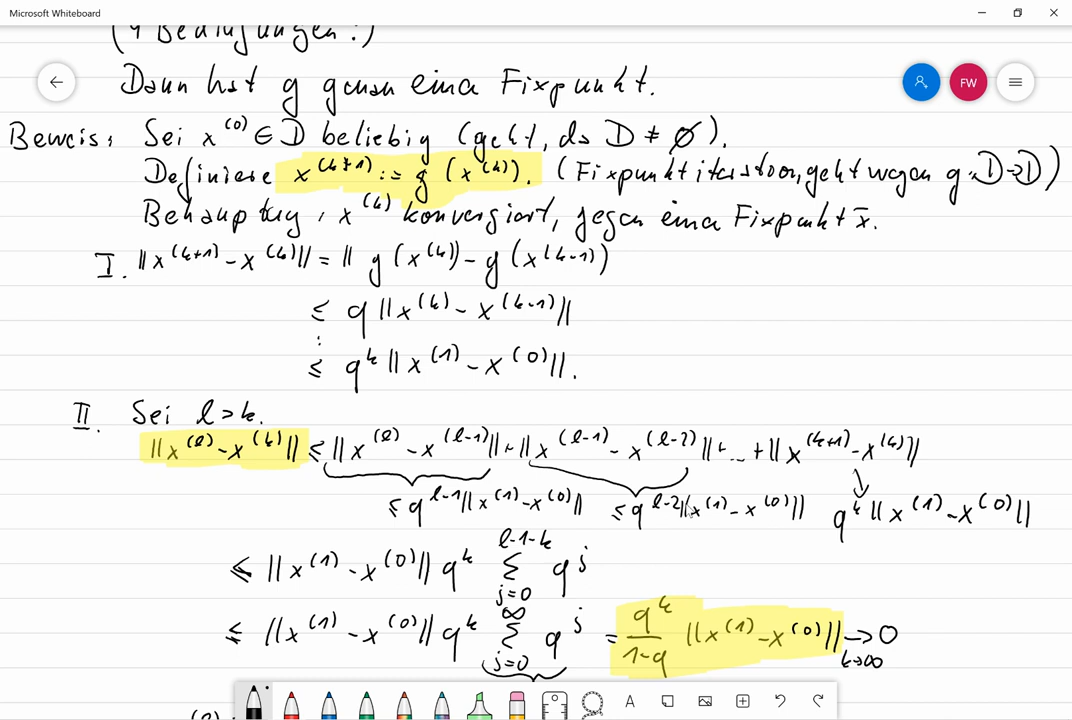 Microsoft Whiteboard
(4 Bedingungen!)
FW
Dann hat g genau einen Fixpunkt.
Beweis: Sei x^(0) ∈ D beliebig (geht, da D ≠ ∅).
Definiere x^(k+1) := g(x^(k)). (Fixpunktiteration, geht wegen g: D→D)
Behauptung: x^(k) konvergiert, gegen einen Fixpunkt x̄.
I. ||x^(k+1) - x^(k)|| = || g(x^(k)) - g(x^(k-1))
≤ q ||x^(k) - x^(k-1)||
⋮
≤ q^k ||x^(1) - x^(0)||.
II Sei l > k.
||x^(l) - x^(k)|| ≤ ||x^(l) - x^(l-1)|| + ||x^(l-1) - x^(l-2)|| + … + ||x^(k+1) - x^(k)||
≤ q^(l-1) ||x^(1) - x^(0)|| ≤ q^(l-2) ||x^(1) - x^(0)|| q^k ||x^(1) - x^(0)||
≤ ||x^(1) - x^(0)|| q^k Σ_{j=0}^{l-1-k} q^j
≤ ||x^(1) - x^(0)|| q^k Σ_{j=0}^{∞} q^j = q^k/(1-q) ||x^(1) - x^(0)|| → 0
k→∞
A